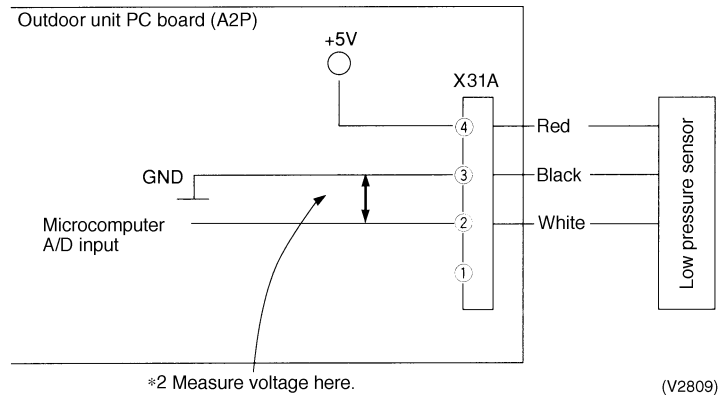 Outdoor unit PC board (A2P)
+5V
X31A
④ Red
GND ③ Black
Microcomputer
A/D input
② White
①
Low pressure sensor
*2 Measure voltage here.
(V2809)